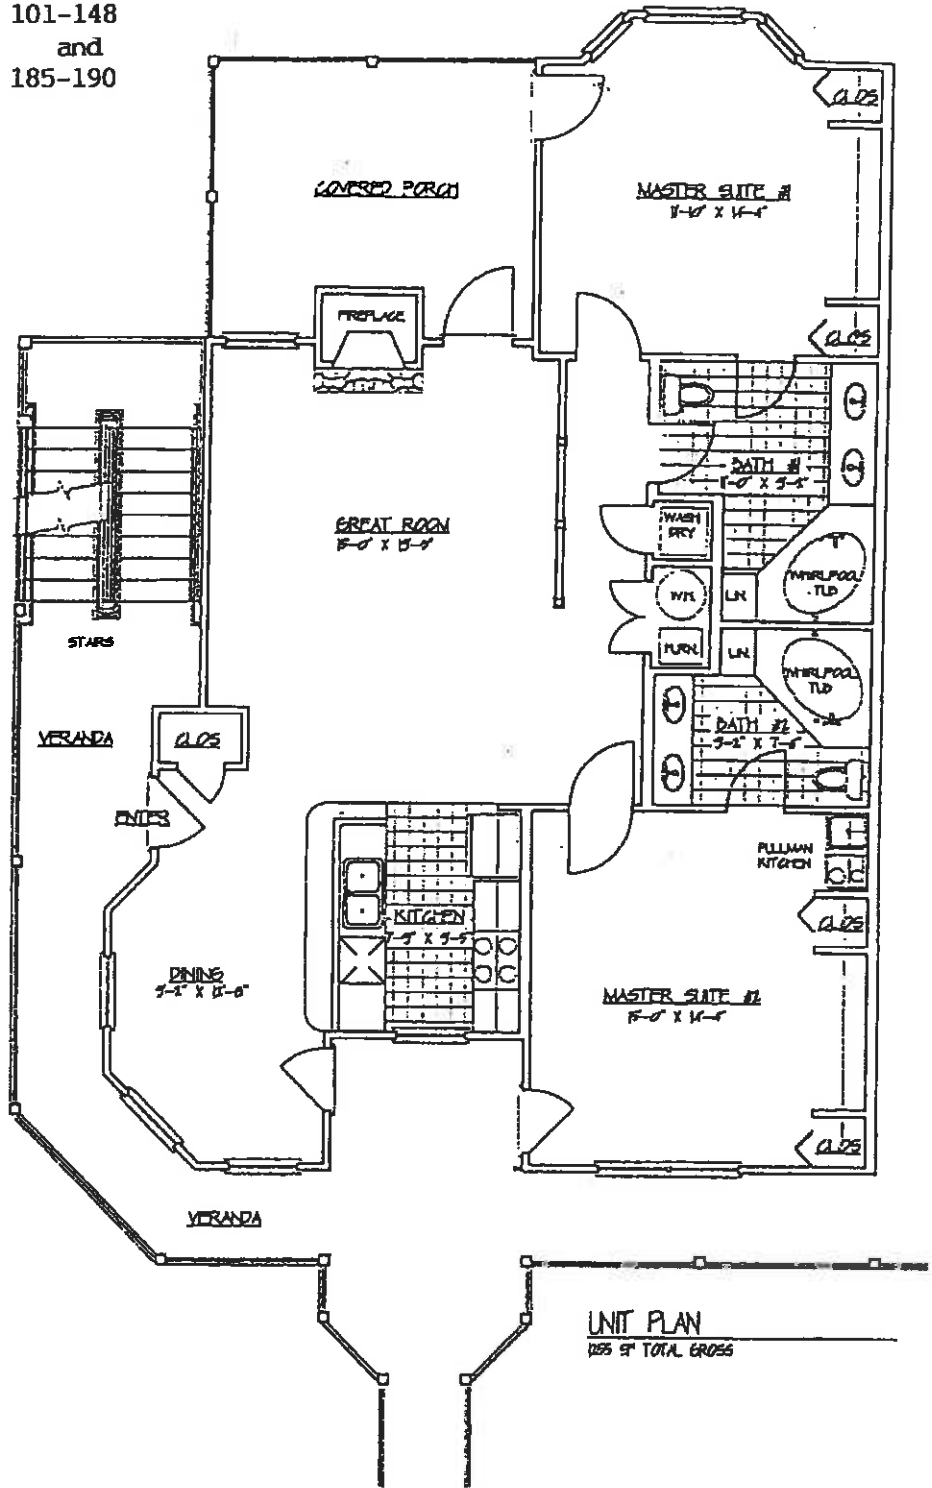 101-148
and
185-190
COVERED PORCH
MASTER SUITE #1
CLOS
CLOS
FIREPLACE
BATH #1
GREAT ROOM
WASH
DRY
WHIRLPOOL
TUB
W.H.
LIN.
STAIRS
FURN.
LIN.
WHIRLPOOL
TUB
VERANDA
CLOS
BATH #2
ENTER
PULLMAN
KITCHEN
KITCHEN
CLOS
DINING
MASTER SUITE #2
CLOS
VERANDA
UNIT PLAN
1255 SF TOTAL GROSS